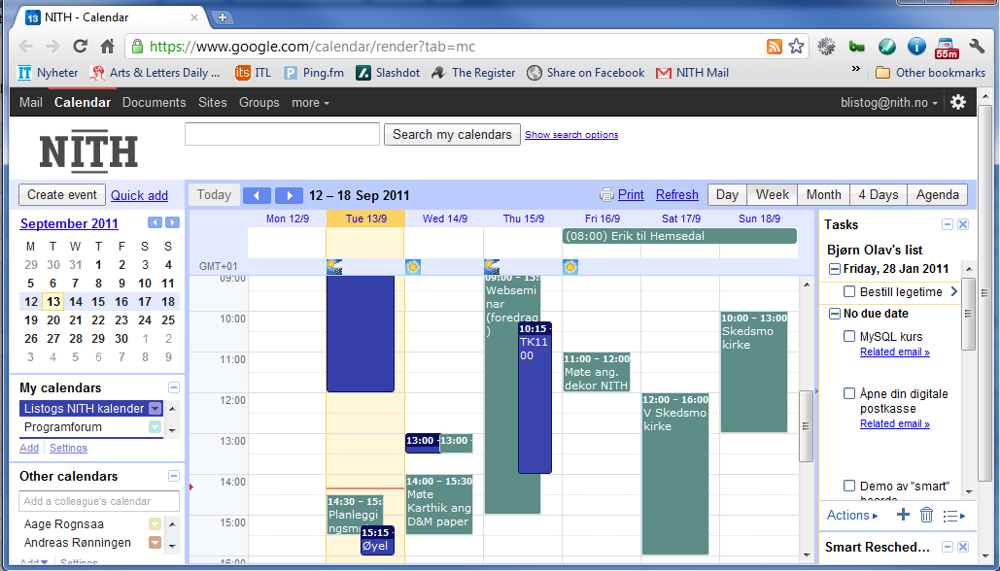 NITH - Calendar
https://www.google.com/calendar/render?tab=mc
55m
Nyheter Arts & Letters Daily ... ITL Ping.fm Slashdot The Register Share on Facebook NITH Mail » Other bookmarks
Mail Calendar Documents Sites Groups more blistog@nith.no
NITH
Search my calendars Show search options
Create event Quick add
Today 12 – 18 Sep 2011 Print Refresh Day Week Month 4 Days Agenda
September 2011
M T W T F S S
29 30 31 1 2 3 4
5 6 7 8 9 10 11
12 13 14 15 16 17 18
19 20 21 22 23 24 25
26 27 28 29 30 1 2
3 4 5 6 7 8 9
My calendars
Listogs NITH kalender
Programforum
Add Settings
Other calendars
Add a colleague's calendar
Aage Rognsaa
Andreas Rønningen
Add Settings
Mon 12/9 Tue 13/9 Wed 14/9 Thu 15/9 Fri 16/9 Sat 17/9 Sun 18/9
(08:00) Erik til Hemsedal
GMT+01
09:00
10:00
11:00
12:00
13:00
14:00
15:00
16:00
14:30 – 15:
Planleggi
ngsm
15:15
Øyel
13:00 13:00
14:00 – 15:30
Møte
Karthik ang
D&M paper
09:00 – 15:
Websemi
nar
(foredrag
)
10:15
TK11
00
11:00 – 12:00
Møte ang.
dekor NITH
12:00 – 16:00
V Skedsmo
kirke
10:00 – 13:00
Skedsmo
kirke
Tasks
Bjørn Olav's list
Friday, 28 Jan 2011
Bestill legetime
No due date
MySQL kurs
Related email »
Åpne din digitale
postkasse
Related email »
Demo av "smart"
Actions
Smart Resched...